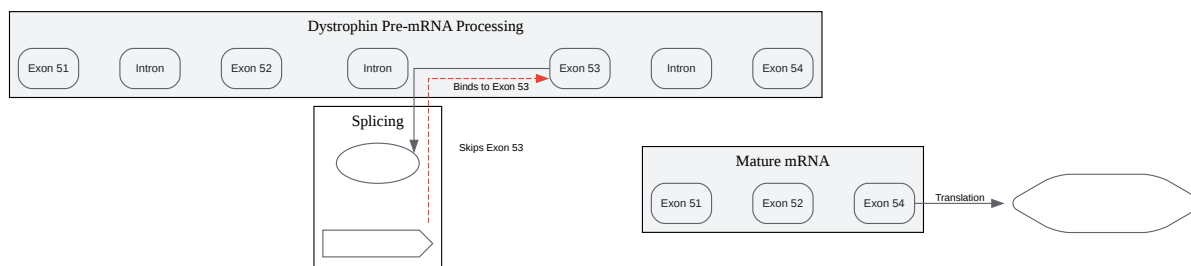 Dystrophin Pre-mRNA Processing
Exon 51
Intron
Exon 52
Intron
Exon 53
Intron
Exon 54
Binds to Exon 53
Splicing
Skips Exon 53
Mature mRNA
Exon 51
Exon 52
Exon 54
Translation